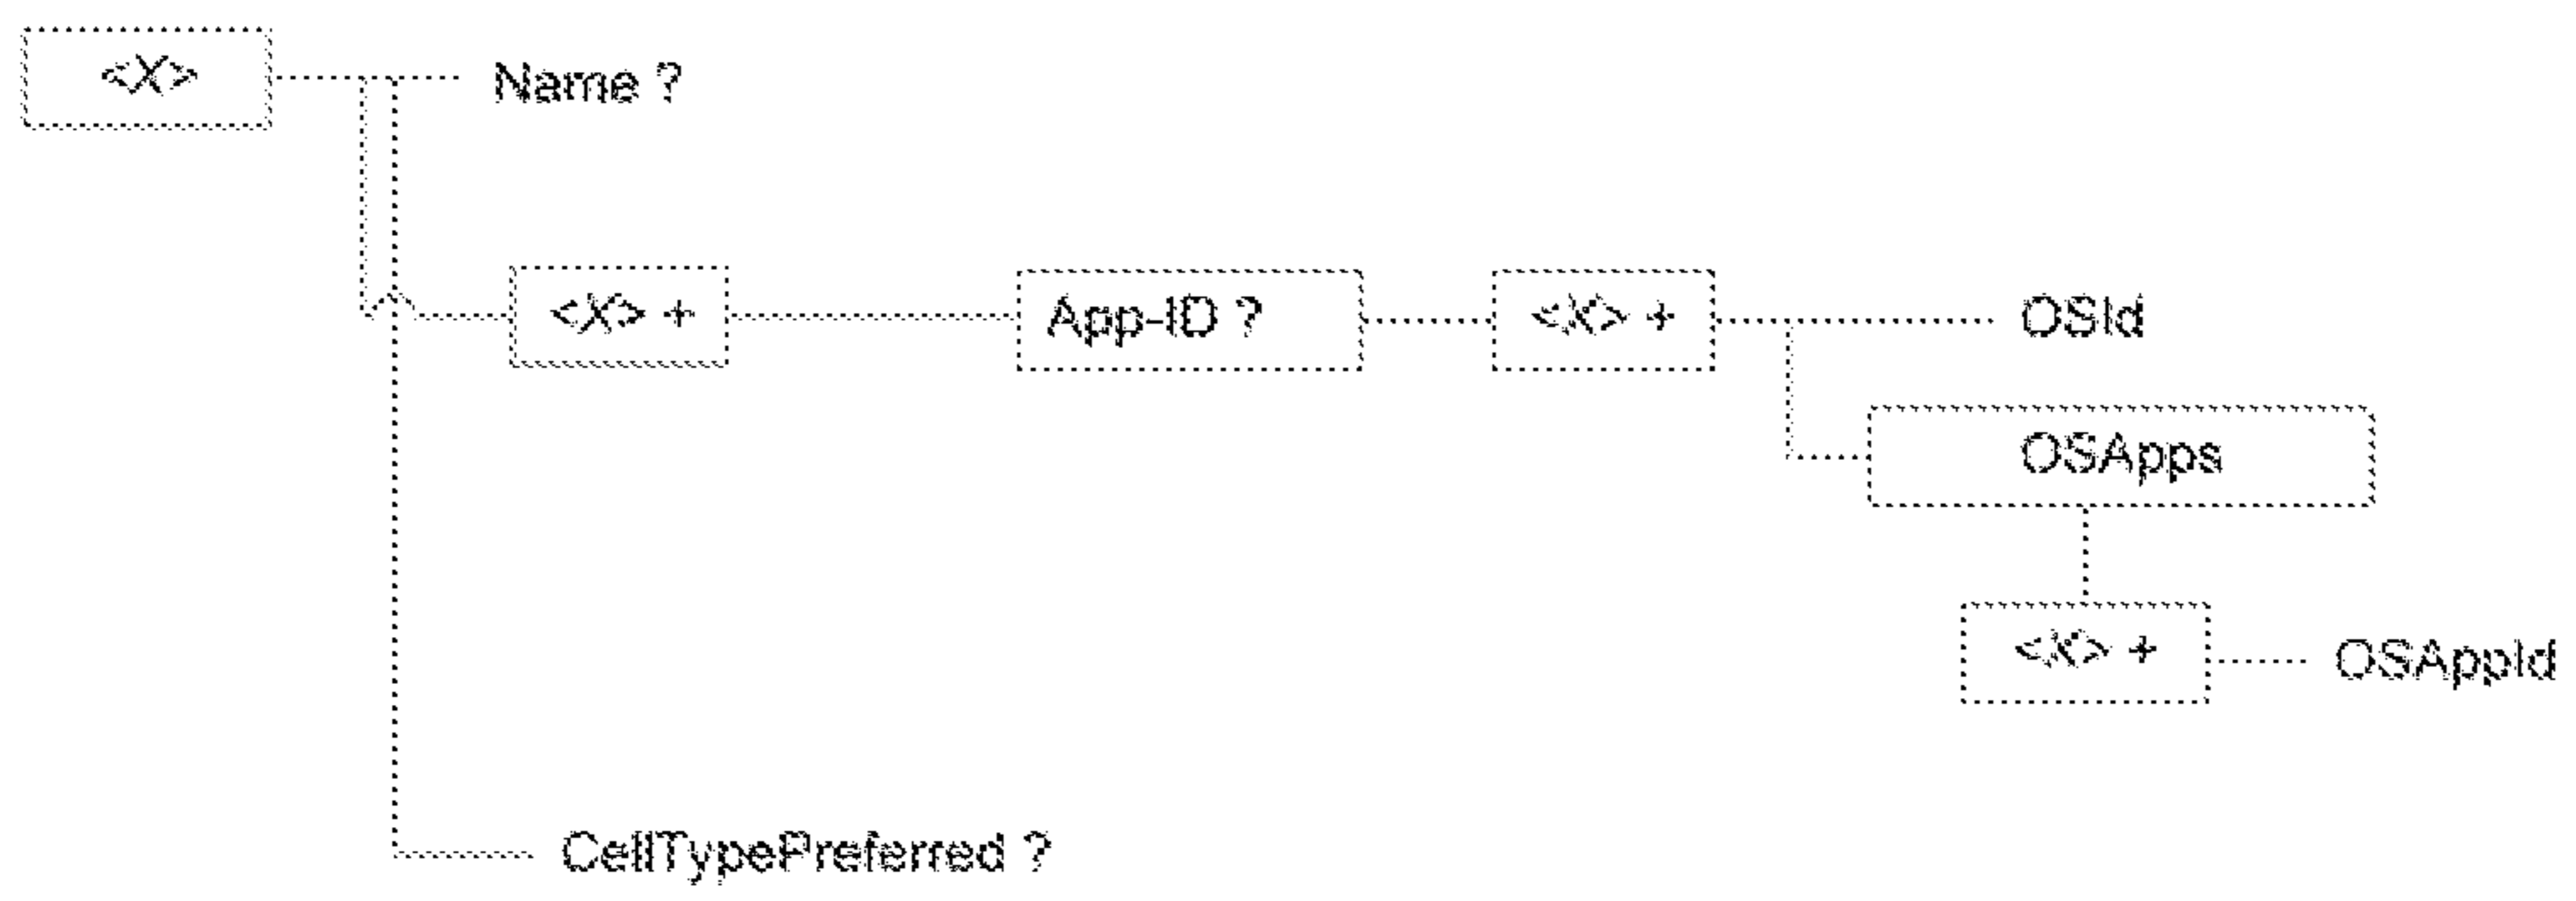 <X>
Name ?
<X> +
App-ID ?
<X> +
OSId
OSApps
<X> +
OSAppId
CellTypePreferred ?